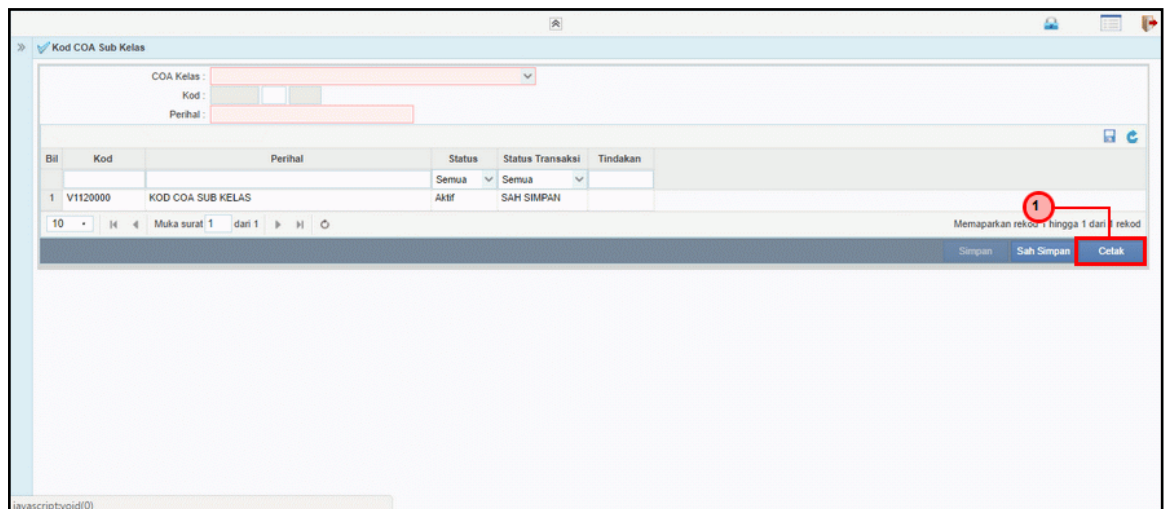 Kod COA Sub Kelas
COA Kelas :
Kod :
Perihal :
Bil Kod Perihal Status Status Transaksi Tindakan
Semua Semua
1 V1120000 KOD COA SUB KELAS Aktif SAH SIMPAN
10 Muka surat 1 dari 1 Memaparkan rekod 1 hingga 1 dari 1 rekod
1
Simpan Sah Simpan Cetak
javascript:void(0)